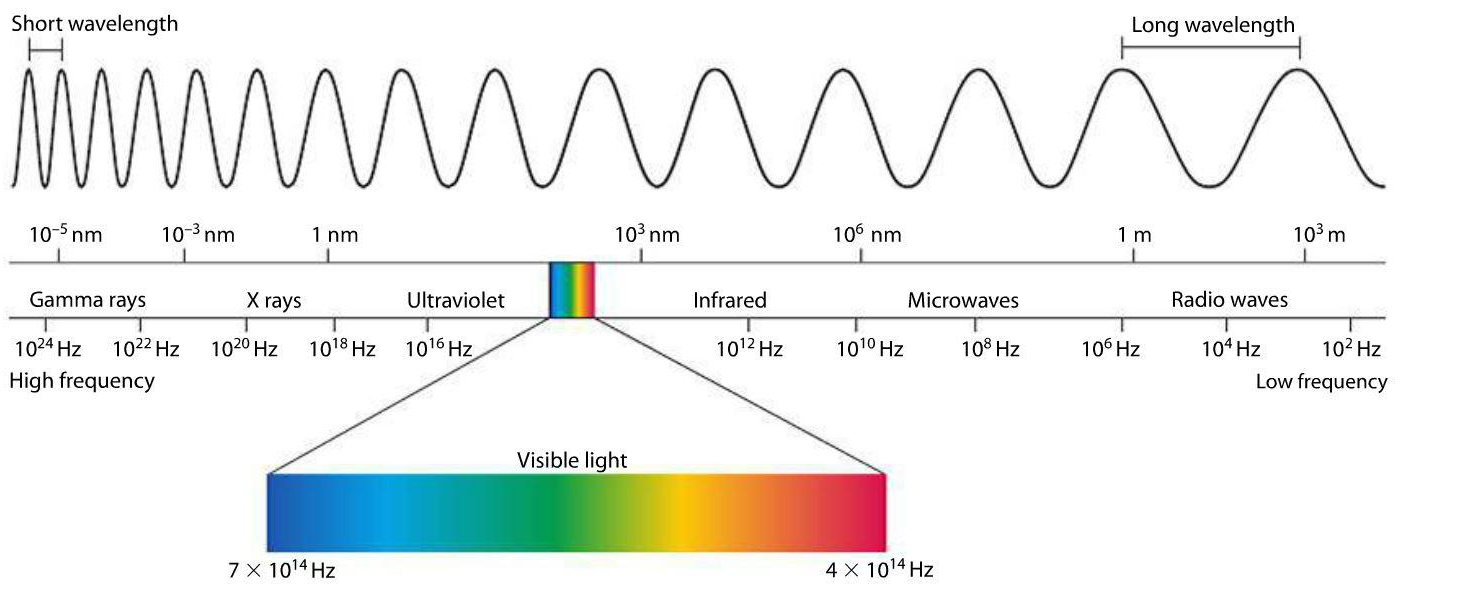 Short wavelength Long wavelength
10⁻⁵ nm 10⁻³ nm 1 nm 10³ nm 10⁶ nm 1 m 10³ m
Gamma rays X rays Ultraviolet Infrared Microwaves Radio waves
10²⁴ Hz 10²² Hz 10²⁰ Hz 10¹⁸ Hz 10¹⁶ Hz 10¹² Hz 10¹⁰ Hz 10⁸ Hz 10⁶ Hz 10⁴ Hz 10² Hz
High frequency Low frequency
Visible light
7 × 10¹⁴ Hz 4 × 10¹⁴ Hz